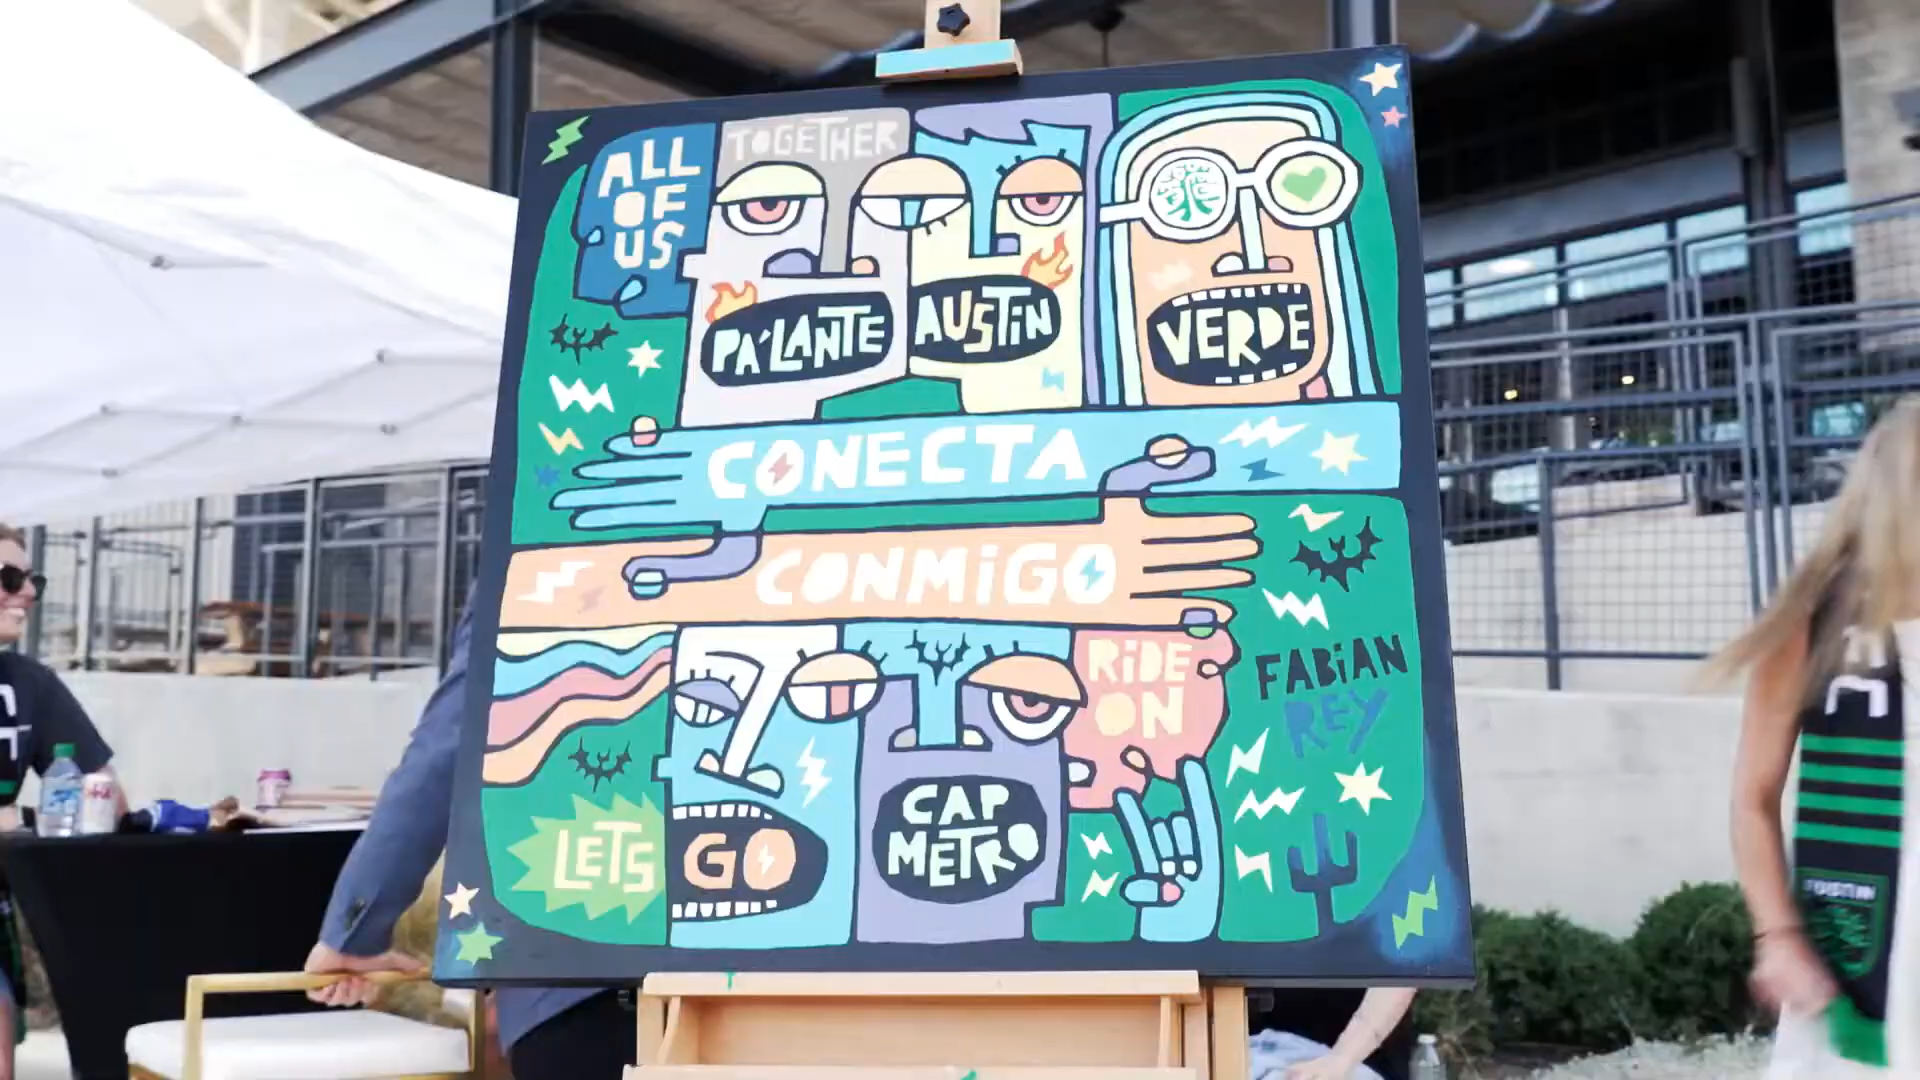 ALL
OF
US
TOGETHER
PA'LANTE
AUSTiN
VERDE
CONECTA
CONMiGO
RiDE
ON
FABiAN
REY
LETS
GO
CAP
METRO